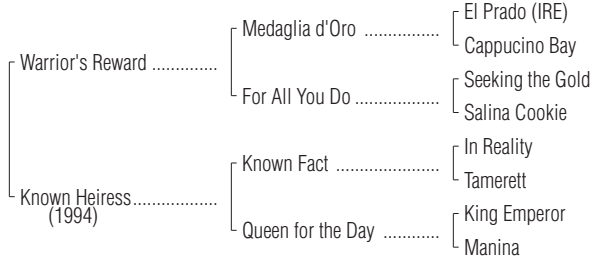 El Prado (IRE)
Medaglia d'Oro ................
Cappucino Bay
Warrior's Reward ..............
Seeking the Gold
For All You Do ..................
Salina Cookie
In Reality
Known Fact ......................
Tamerett
Known Heiress..................
(1994)
King Emperor
Queen for the Day ............
Manina